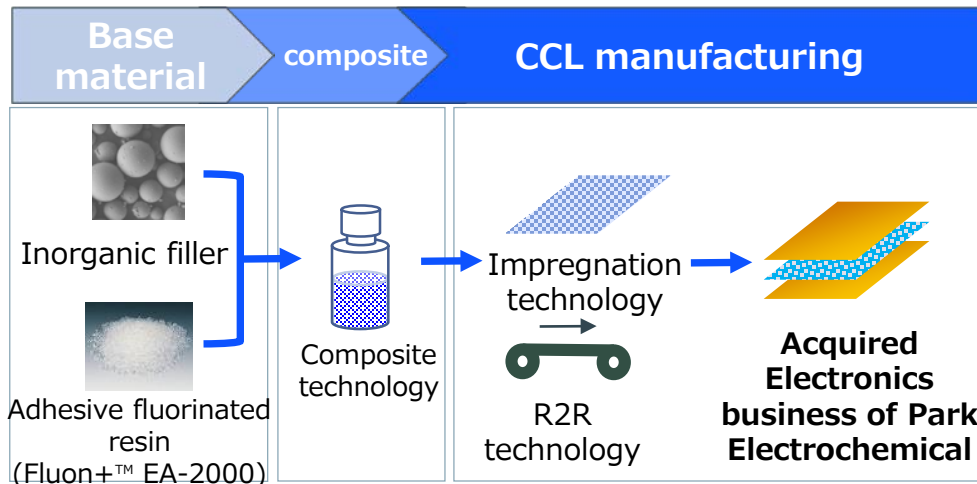 Base
material
composite
CCL manufacturing
Inorganic filler
Adhesive fluorinated
resin
(Fluon+™ EA-2000)
Composite
technology
Impregnation
technology
R2R
technology
Acquired
Electronics
business of Park
Electrochemical